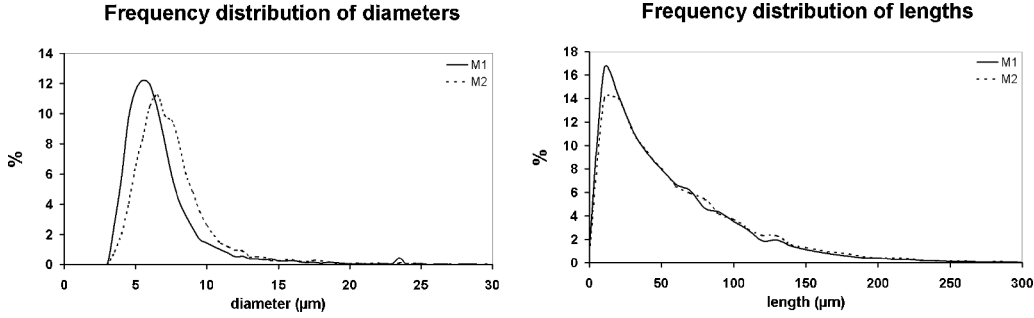 Frequency distribution of diameters
14
12
10
8
6
4
2
0
%
M1
M2
0 5 10 15 20 25 30
diameter (µm)
Frequency distribution of lengths
18
16
14
12
10
8
6
4
2
0
%
M1
M2
0 50 100 150 200 250 300
length (µm)